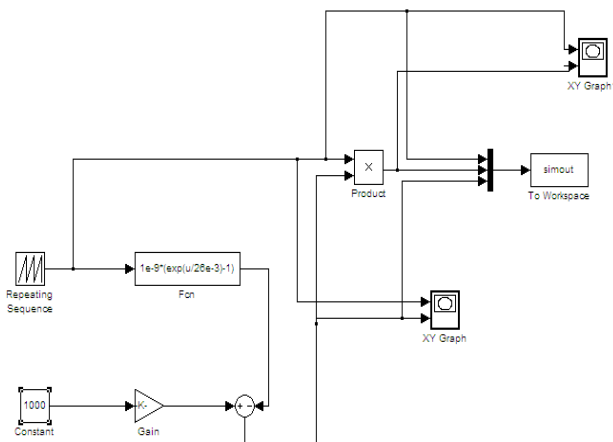 XY Graph
X
Product
simout
To Workspace
1e-9*(exp(u/26e-3)-1)
Fcn
Repeating
Sequence
XY Graph
1000
Constant
-K-
Gain
+ -